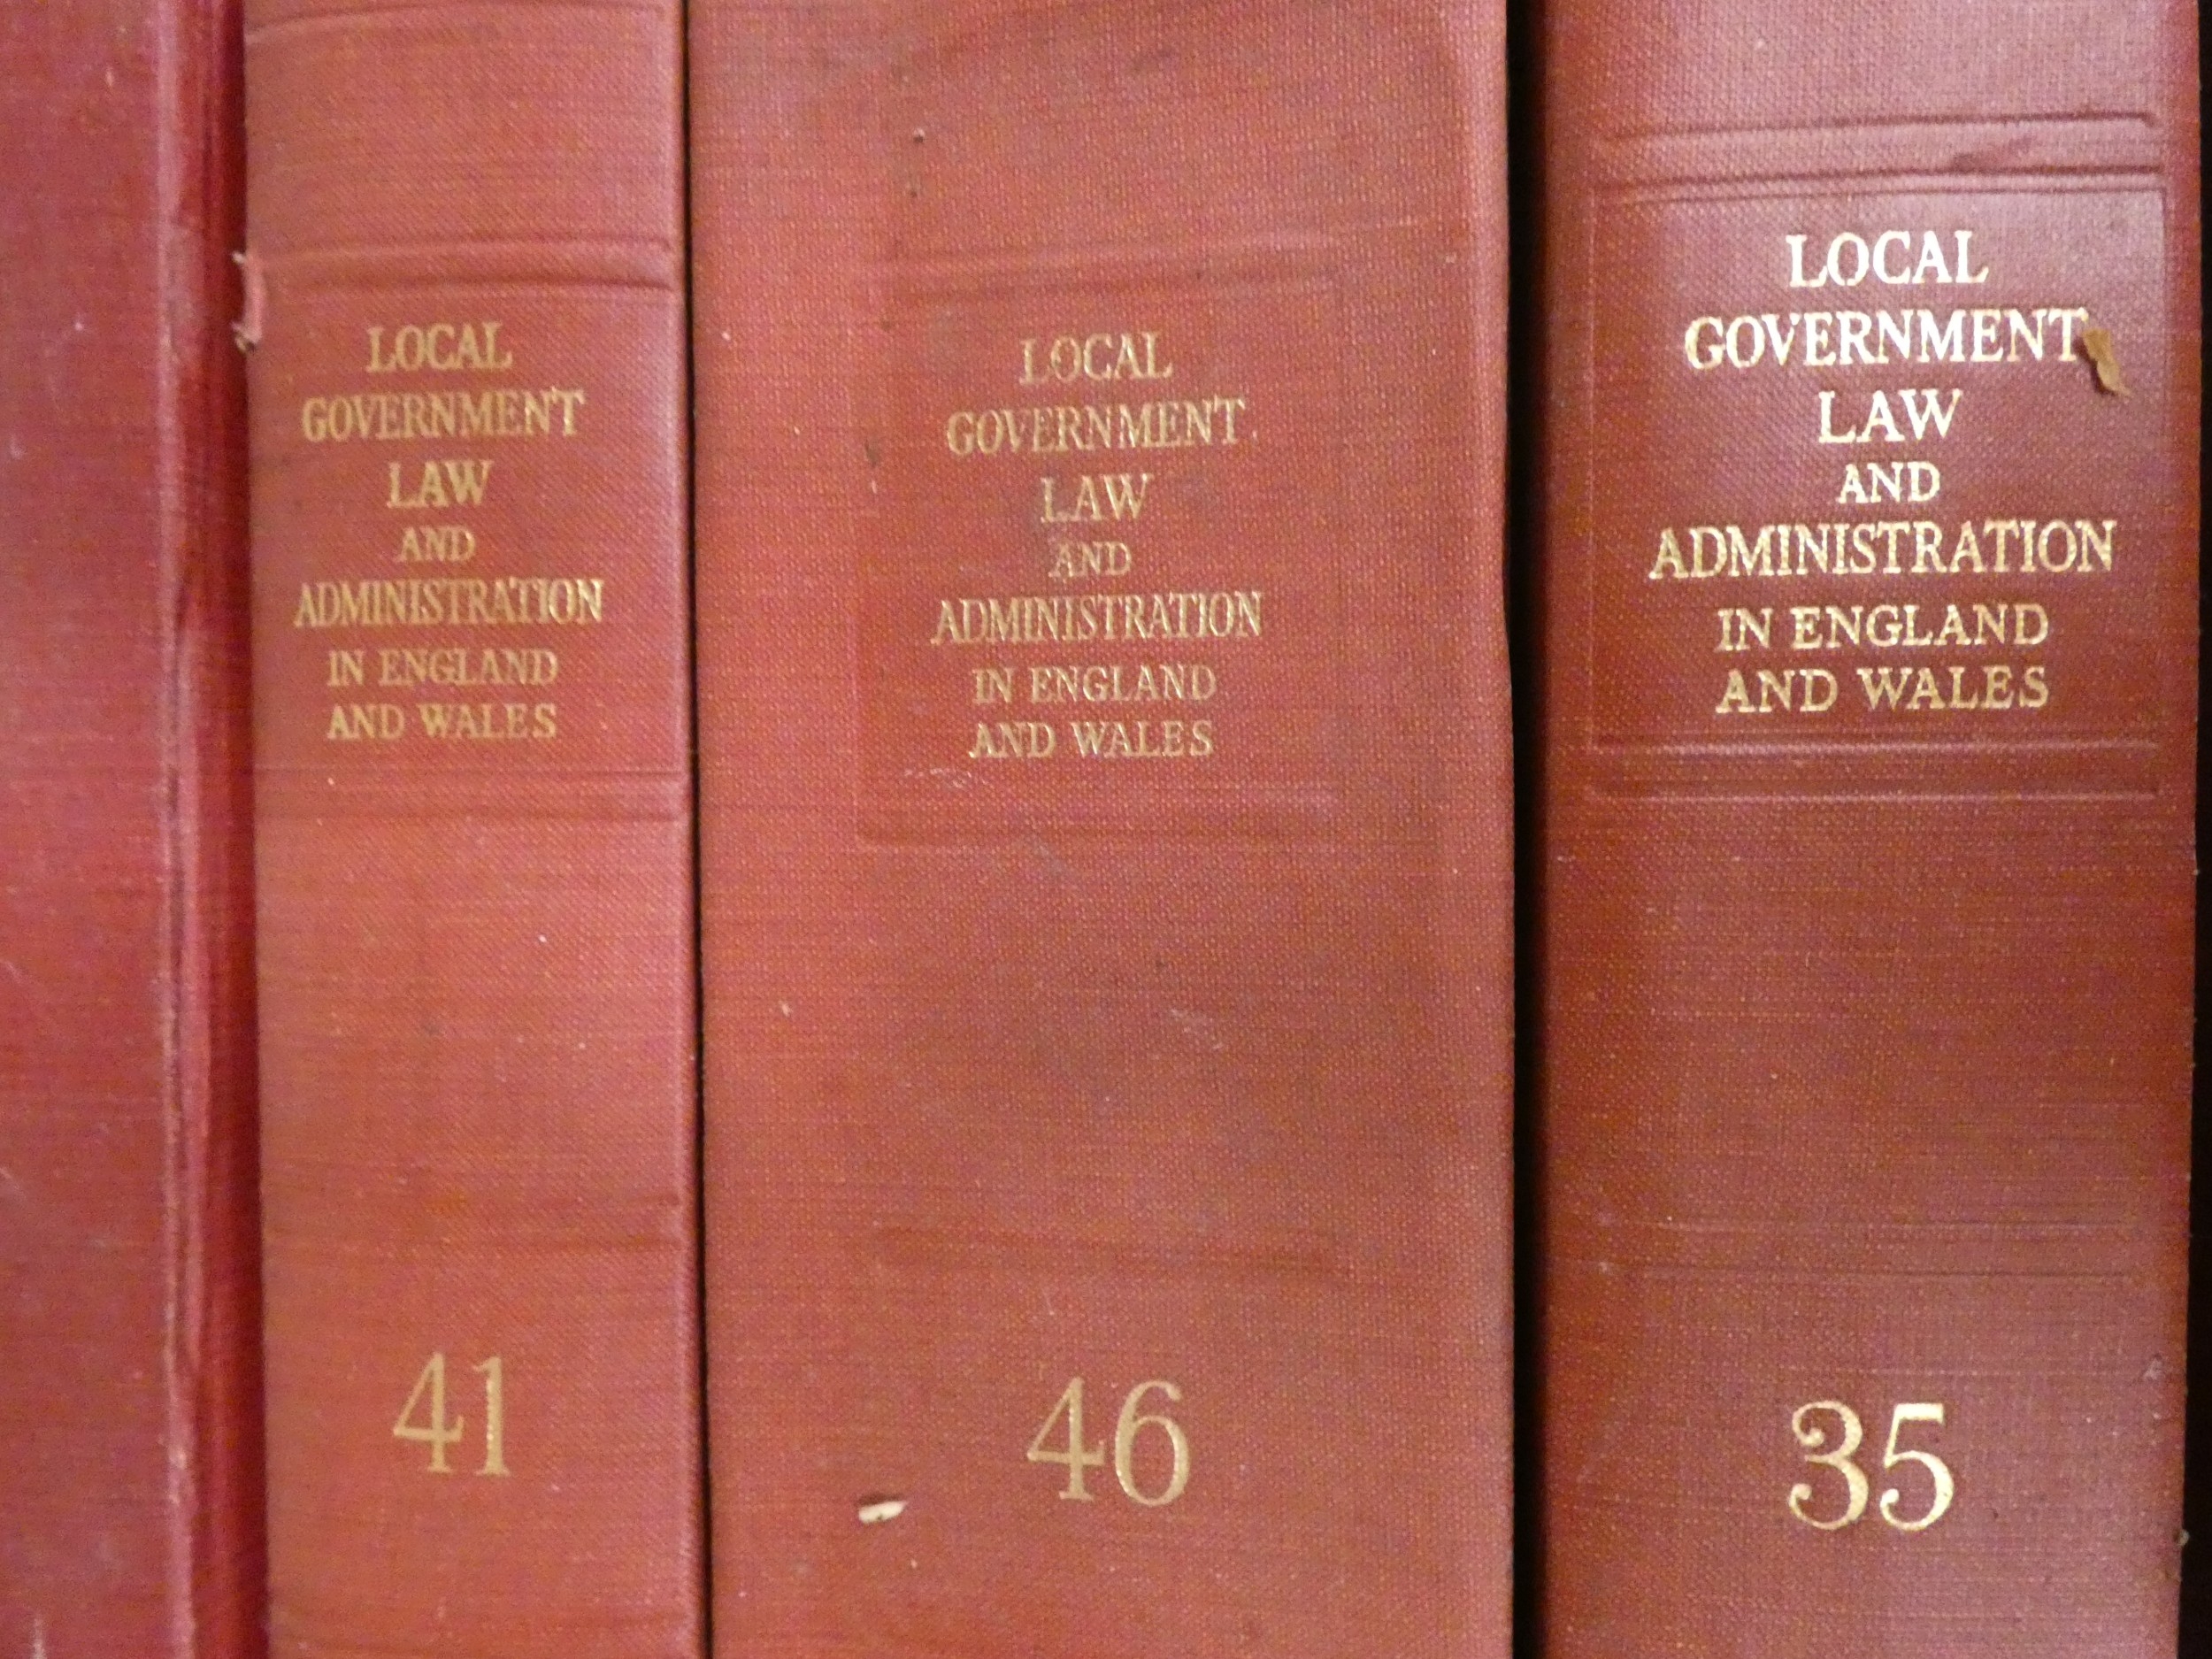 LOCAL
GOVERNMENT
LAW
AND
ADMINISTRATION
IN ENGLAND
AND WALES
41
LOCAL
GOVERNMENT
LAW
AND
ADMINISTRATION
IN ENGLAND
AND WALES
46
LOCAL
GOVERNMENT
LAW
AND
ADMINISTRATION
IN ENGLAND
AND WALES
35